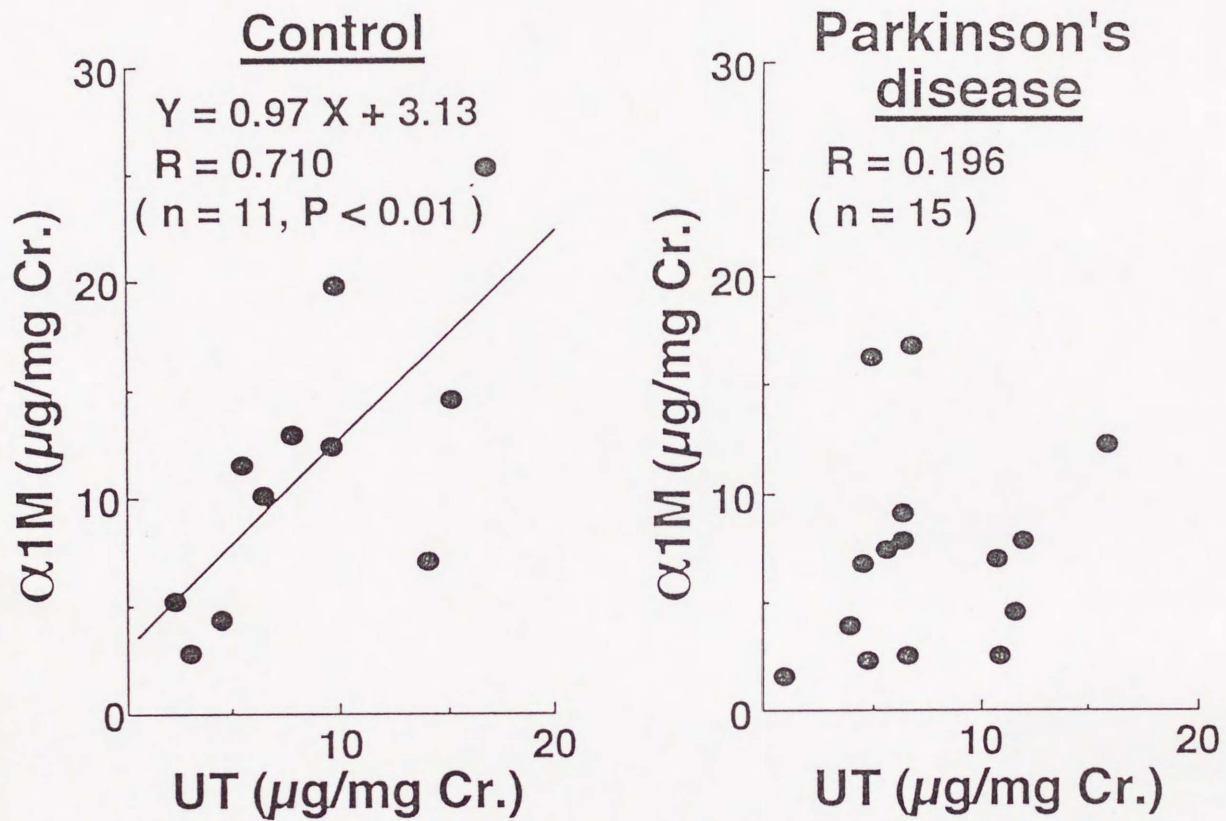 Control
30
Y = 0.97 X + 3.13
R = 0.710
( n = 11, P < 0.01 )
20
10
0
10
20
α1M (µg/mg Cr.)
UT (µg/mg Cr.)
Parkinson's
disease
30
R = 0.196
( n = 15 )
20
10
0
10
20
α1M (µg/mg Cr.)
UT (µg/mg Cr.)